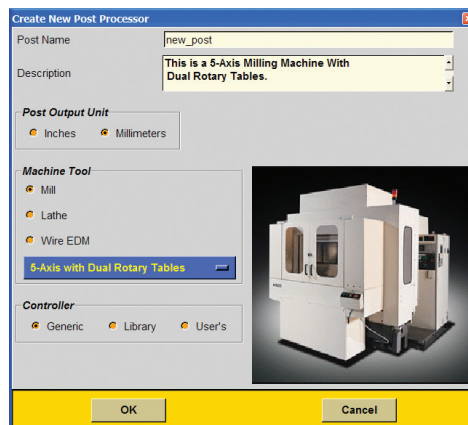 Create New Post Processor
Post Name
new_post
Description
This is a 5-Axis Milling Machine With
Dual Rotary Tables.
Post Output Unit
Inches Millimeters
Machine Tool
Mill
Lathe
Wire EDM
5-Axis with Dual Rotary Tables
Controller
Generic Library User's
OK Cancel